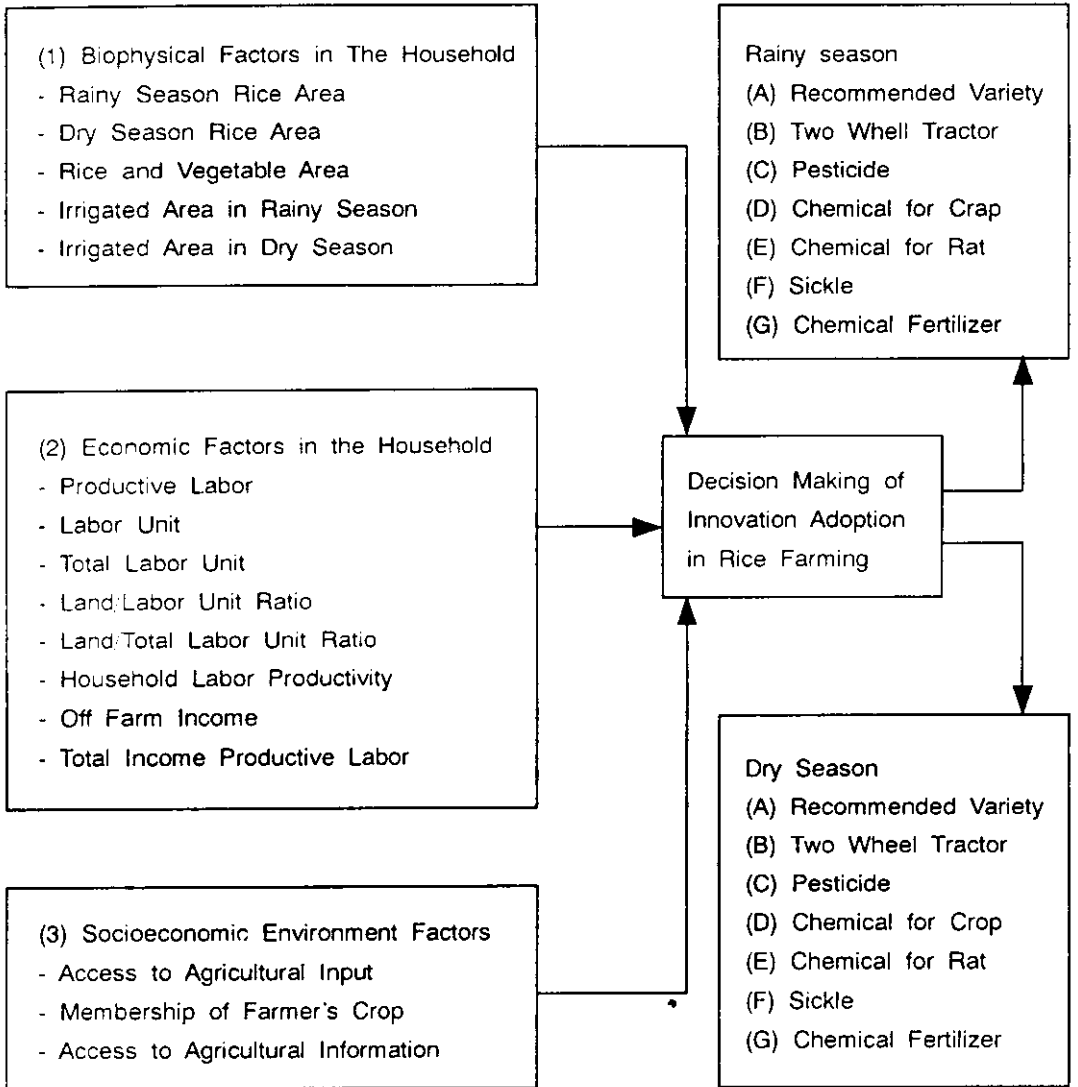 (1) Biophysical Factors in The Household
- Rainy Season Rice Area
- Dry Season Rice Area
- Rice and Vegetable Area
- Irrigated Area in Rainy Season
- Irrigated Area in Dry Season
(2) Economic Factors in the Household
- Productive Labor
- Labor Unit
- Total Labor Unit
- Land/Labor Unit Ratio
- Land/Total Labor Unit Ratio
- Household Labor Productivity
- Off Farm Income
- Total Income Productive Labor
(3) Socioeconomic Environment Factors
- Access to Agricultural Input
- Membership of Farmer's Crop
- Access to Agricultural Information
Decision Making of
Innovation Adoption
in Rice Farming
Rainy season
(A) Recommended Variety
(B) Two Whell Tractor
(C) Pesticide
(D) Chemical for Crap
(E) Chemical for Rat
(F) Sickle
(G) Chemical Fertilizer
Dry Season
(A) Recommended Variety
(B) Two Wheel Tractor
(C) Pesticide
(D) Chemical for Crop
(E) Chemical for Rat
(F) Sickle
(G) Chemical Fertilizer